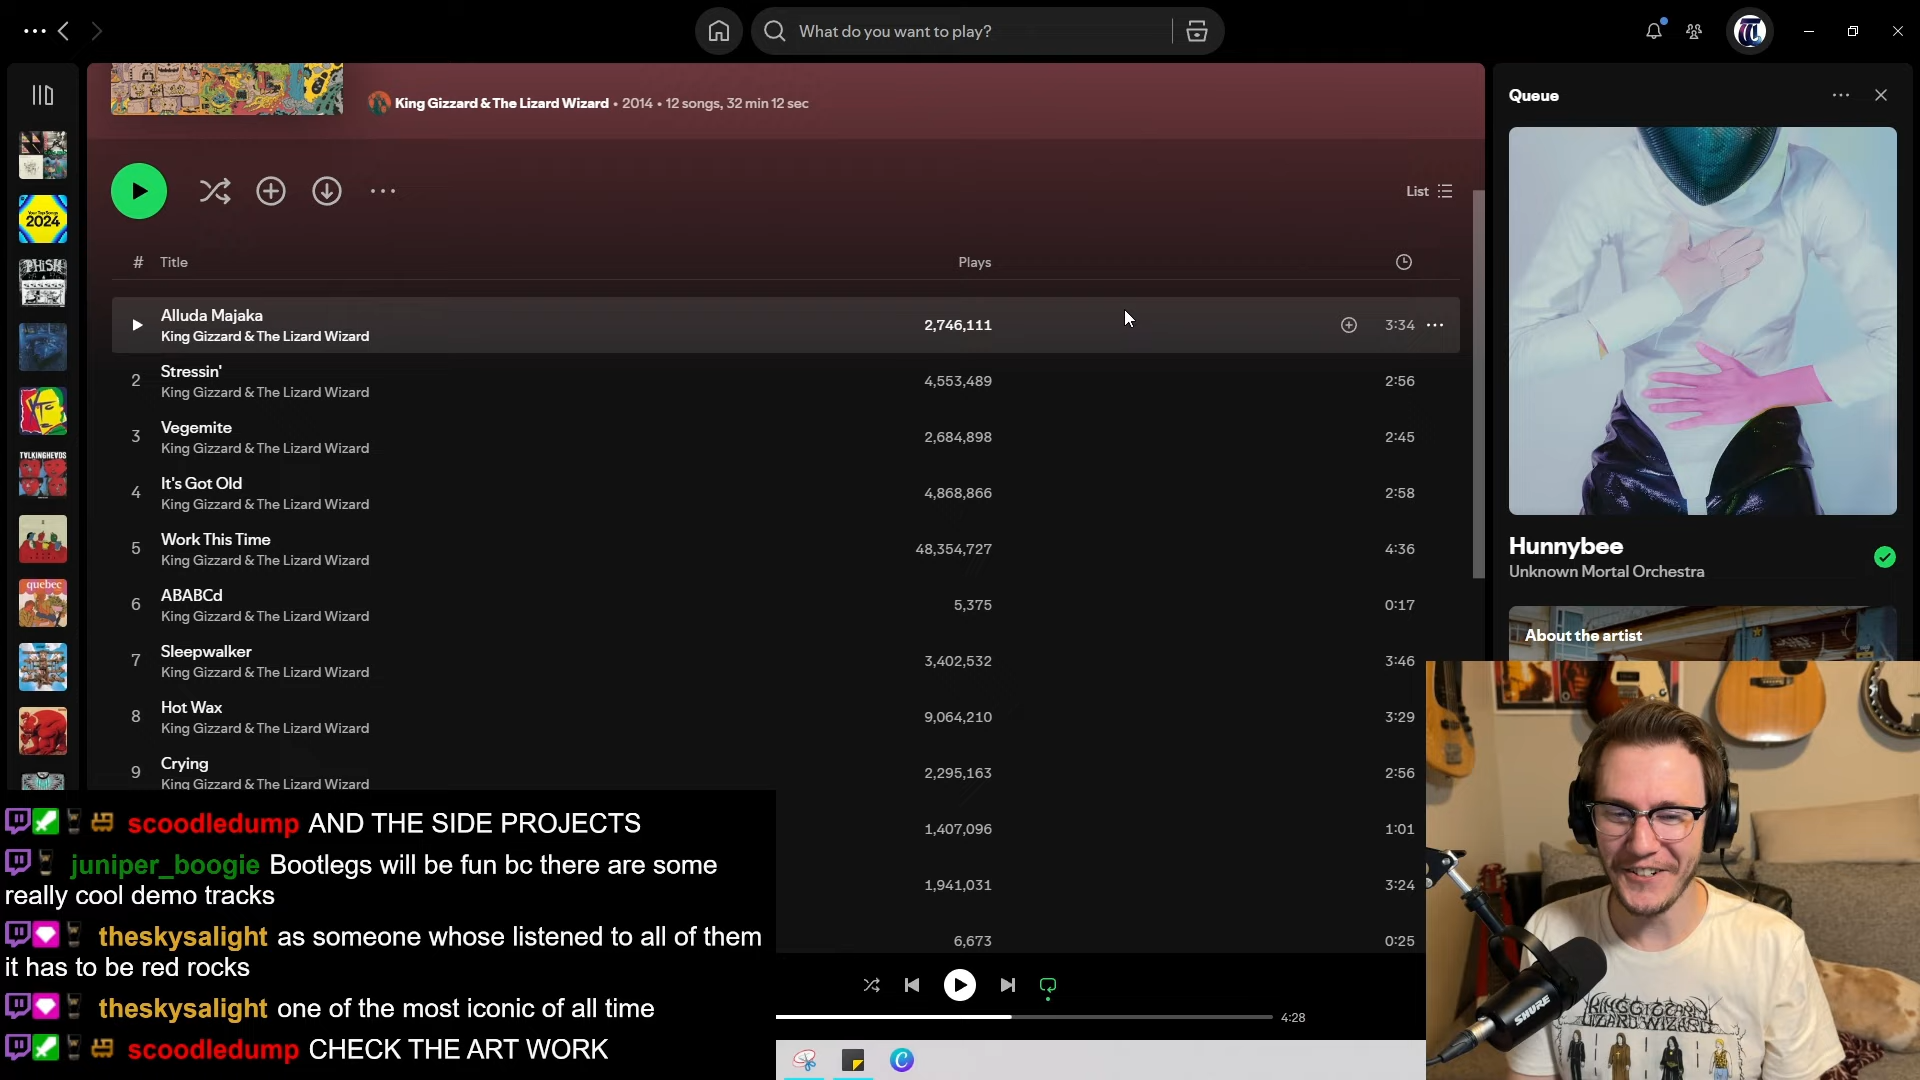 What do you want to play?
King Gizzard & The Lizard Wizard • 2014 • 12 songs, 32 min 12 sec
List
# Title Plays
Alluda Majaka
King Gizzard & The Lizard Wizard
2,746,111
3:34
2
Stressin'
King Gizzard & The Lizard Wizard
4,553,489
2:56
3
Vegemite
King Gizzard & The Lizard Wizard
2,684,898
2:45
4
It's Got Old
King Gizzard & The Lizard Wizard
4,868,866
2:58
5
Work This Time
King Gizzard & The Lizard Wizard
48,354,727
4:36
6
ABABCd
King Gizzard & The Lizard Wizard
5,375
0:17
7
Sleepwalker
King Gizzard & The Lizard Wizard
3,402,532
3:46
8
Hot Wax
King Gizzard & The Lizard Wizard
9,064,210
3:29
9
Crying
King Gizzard & The Lizard Wizard
2,295,163
2:56
1,407,096
1:01
1,941,031
3:24
6,673
0:25
4:28
Queue
Hunnybee
Unknown Mortal Orchestra
About the artist
2024
PHiSH
XTC
TALKING HEADS
quebec
scoodledump AND THE SIDE PROJECTS
juniper_boogie Bootlegs will be fun bc there are some
really cool demo tracks
theskysalight as someone whose listened to all of them
it has to be red rocks
theskysalight one of the most iconic of all time
scoodledump CHECK THE ART WORK
SHURE
KING GIZZARD
LIZARD WIZARD